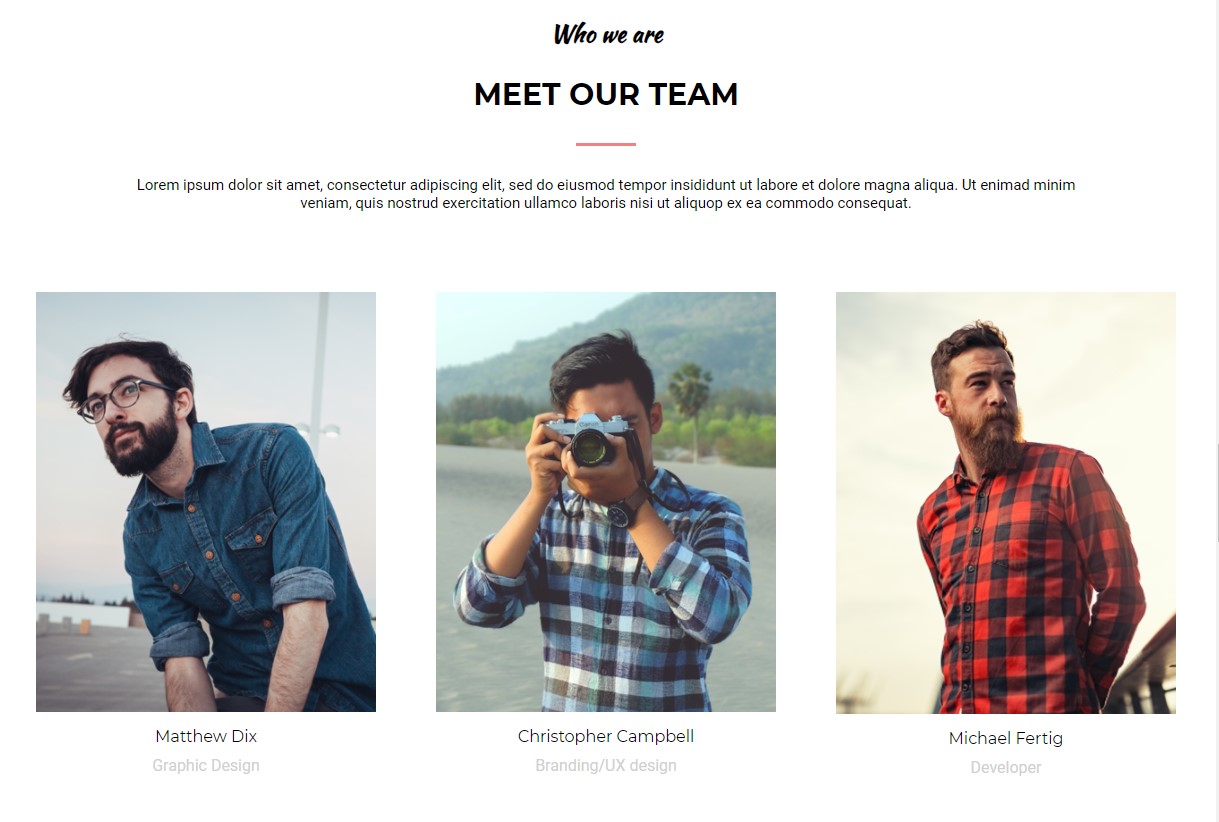 Who we are
MEET OUR TEAM
Lorem ipsum dolor sit amet, consectetur adipiscing elit, sed do eiusmod tempor insididunt ut labore et dolore magna aliqua. Ut enimad minim
veniam, quis nostrud exercitation ullamco laboris nisi ut aliquop ex ea commodo consequat.
Canon
Matthew Dix
Christopher Campbell
Michael Fertig
Graphic Design
Branding/UX design
Developer